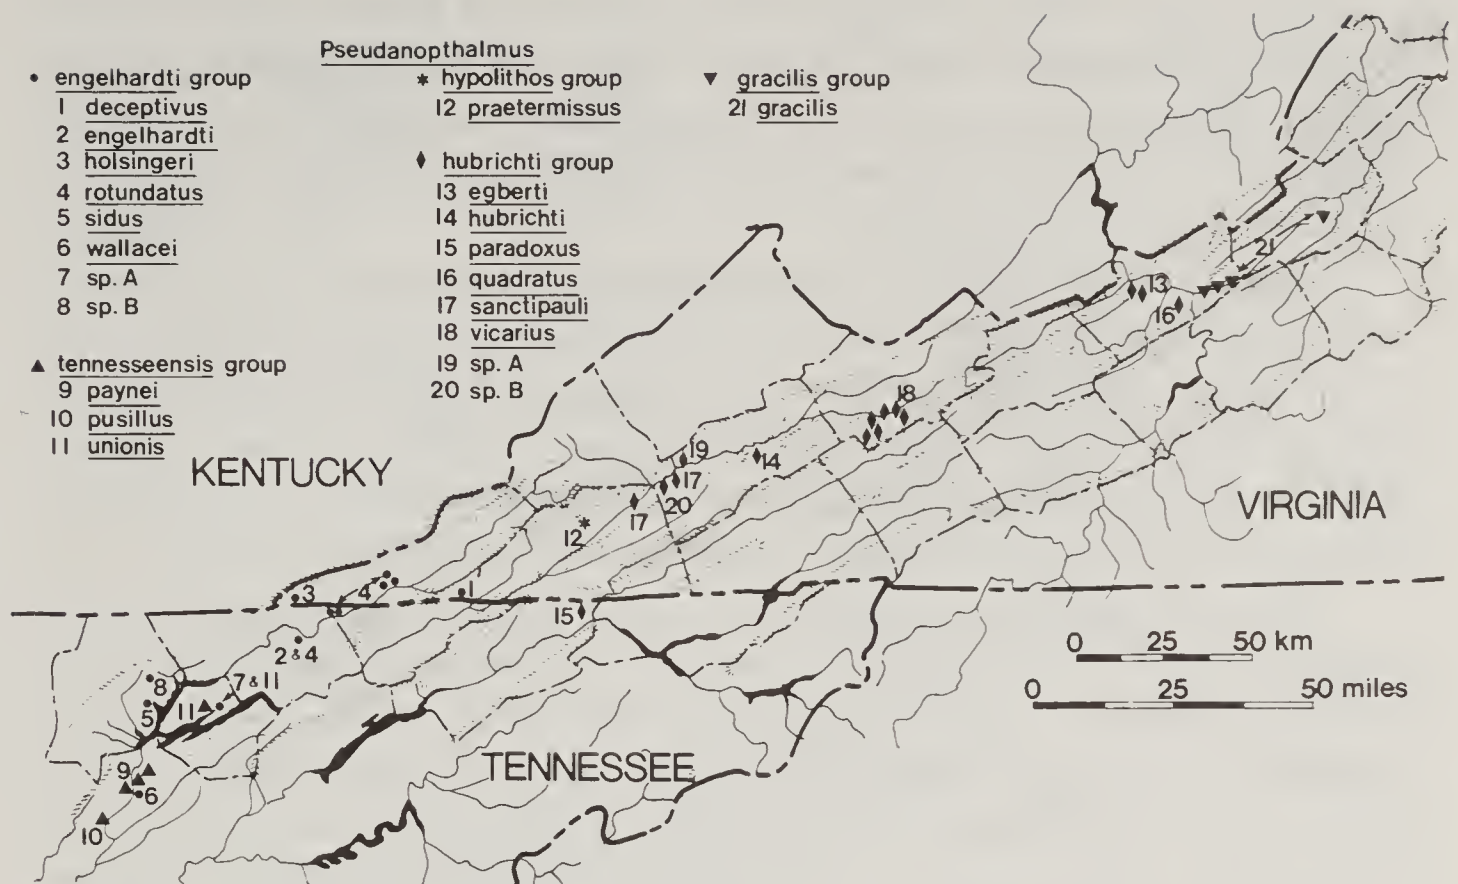 Pseudanopthalmus
engelhardti group
1 deceptivus
2 engelhardti
3 holsingeri
4 rotundatus
5 sidus
6 wallacei
7 sp. A
8 sp. B
tennesseensis group
9 paynei
10 pusillus
11 unionis
hypolithos group
12 praetermissus
hubrichti group
13 egberti
14 hubrichti
15 paradoxus
16 quadratus
17 sanctipauli
18 vicarius
19 sp. A
20 sp. B
gracilis group
21 gracilis
21
13
16
18
KENTUCKY
19
14
17
20
17
12
VIRGINIA
3
4
1
15
2 & 4
0 25 50 km
7 & 11
8
11
5
0 25 50 miles
TENNESSEE
9
6
10